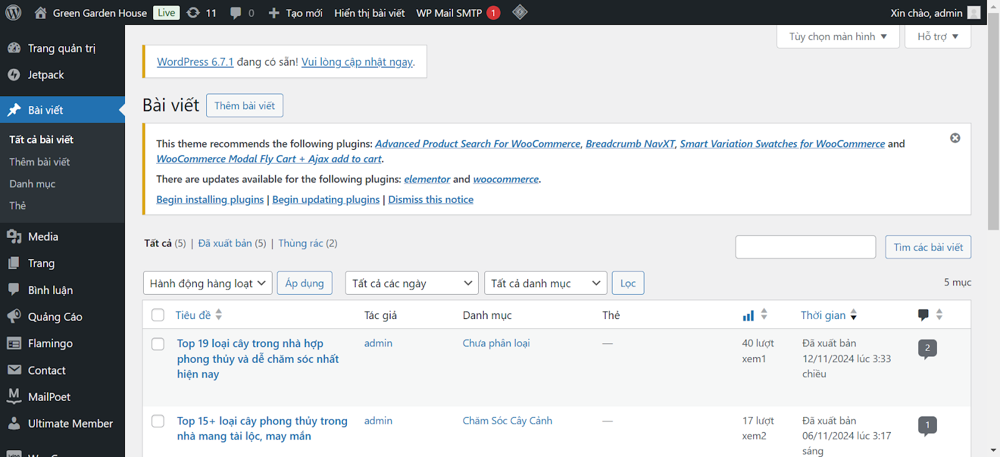 Green Garden House Live 11 0 Tạo mới Hiển thị bài viết WP Mail SMTP 1 Xin chào, admin
Trang quản trị
Jetpack
Bài viết
Tất cả bài viết
Thêm bài viết
Danh mục
Thẻ
Media
Trang
Bình luận
Quảng Cáo
Flamingo
Contact
MailPoet
Ultimate Member
Tùy chọn màn hình Hỗ trợ
WordPress 6.7.1 đang có sẵn! Vui lòng cập nhật ngay.
Bài viết Thêm bài viết
This theme recommends the following plugins: Advanced Product Search For WooCommerce, Breadcrumb NavXT, Smart Variation Swatches for WooCommerce and
WooCommerce Modal Fly Cart + Ajax add to cart.
There are updates available for the following plugins: elementor and woocommerce.
Begin installing plugins | Begin updating plugins | Dismiss this notice
Tất cả (5) | Đã xuất bản (5) | Thùng rác (2)
Tìm các bài viết
Hành động hàng loạt Áp dụng Tất cả các ngày Tất cả danh mục Lọc 5 mục
Tiêu đề Tác giả Danh mục Thẻ Thời gian
Top 19 loại cây trong nhà hợp admin Chưa phân loại — 40 lượt Đã xuất bản 2
phong thủy và dễ chăm sóc nhất xem1 12/11/2024 lúc 3:33
hiện nay chiều
Top 15+ loại cây phong thủy trong admin Chăm Sóc Cây Cảnh — 17 lượt Đã xuất bản 1
nhà mang tài lộc, may mắn xem2 06/11/2024 lúc 3:17
sáng